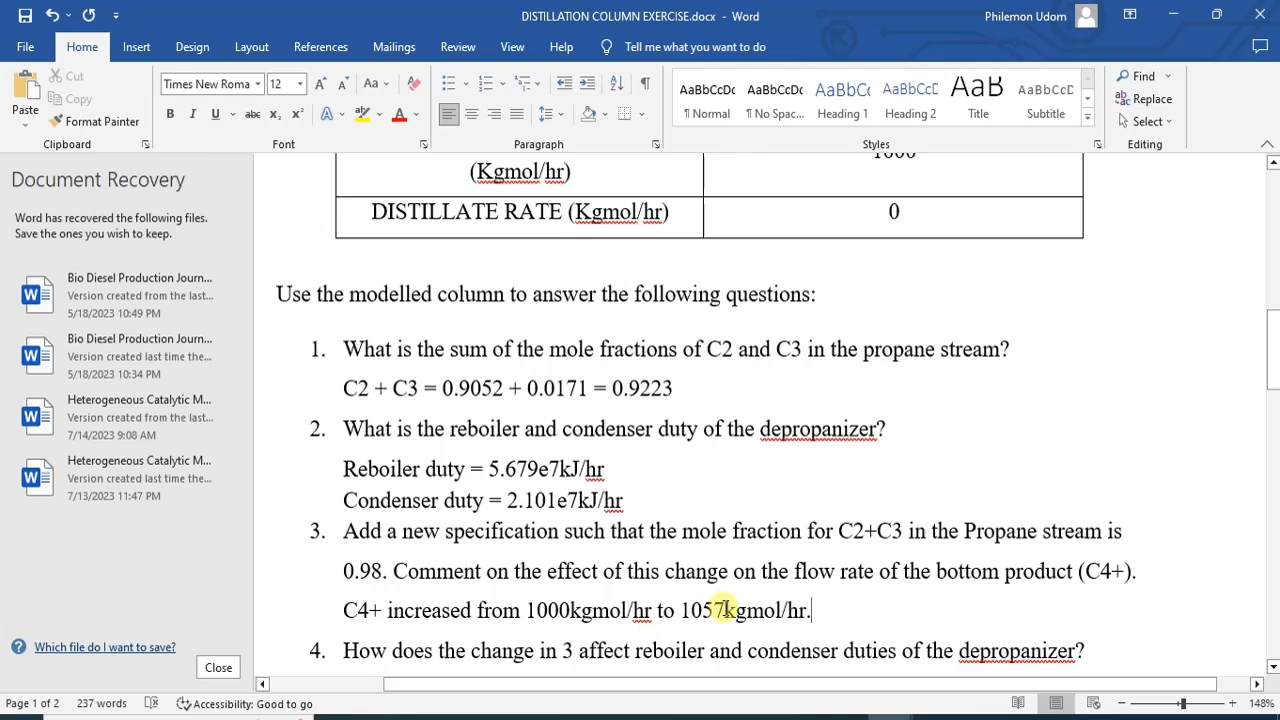 DISTILLATION COLUMN EXERCISE.docx - Word
Philemon Udom
File Home Insert Draw Design Layout References Mailings Review View Help Tell me what you want to do
Paste
Cut
Copy
Format Painter
Clipboard
Times New Roma
12
Font
Paragraph
AaBbCcDc AaBbCcDc AaBbCc AaBbCcD AaB AaBbCcD
¶ Normal ¶ No Spac... Heading 1 Heading 2 Title Subtitle
Styles
Find
Replace
Select
Editing
Document Recovery
Word has recovered the following files.
Save the ones you wish to keep.
Bio Diesel Production Journ...
Version created from the last...
5/18/2023 10:49 PM
Bio Diesel Production Journ...
Version created last time the...
5/18/2023 10:34 PM
Heterogeneous Catalytic M...
Version created from the last...
7/14/2023 9:08 AM
Heterogeneous Catalytic M...
Version created last time the...
7/13/2023 11:47 PM
Which file do I want to save?
Close
(Kgmol/hr)
1000
DISTILLATE RATE (Kgmol/hr) 0
Use the modelled column to answer the following questions:
1. What is the sum of the mole fractions of C2 and C3 in the propane stream?
C2 + C3 = 0.9052 + 0.0171 = 0.9223
2. What is the reboiler and condenser duty of the depropanizer?
Reboiler duty = 5.679e7kJ/hr
Condenser duty = 2.101e7kJ/hr
3. Add a new specification such that the mole fraction for C2+C3 in the Propane stream is
0.98. Comment on the effect of this change on the flow rate of the bottom product (C4+).
C4+ increased from 1000kgmol/hr to 1057kgmol/hr.
4. How does the change in 3 affect reboiler and condenser duties of the depropanizer?
Page 1 of 2 237 words Accessibility: Good to go 148%